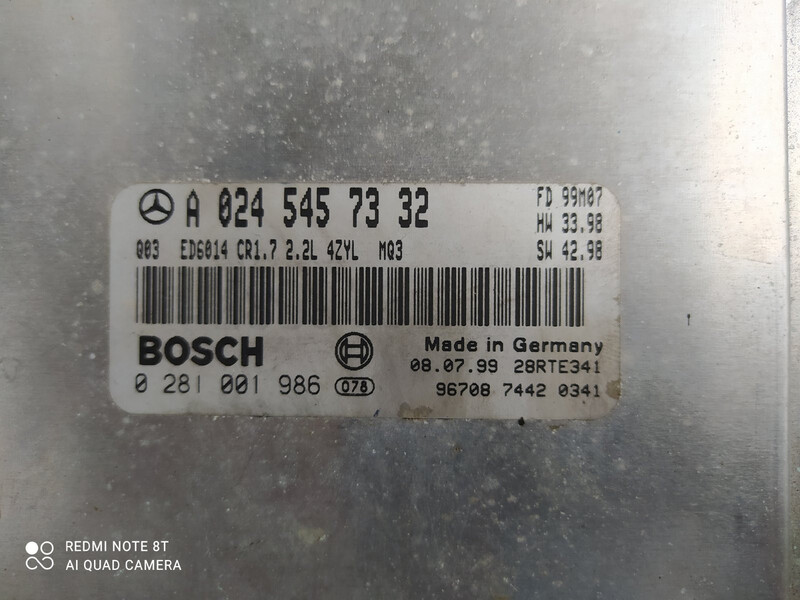 A 024 545 73 32
FD 99M07
HW 33.98
Q03 ED6014 CR1.7 2.2L 4ZYL MQ3
SW 42.98
BOSCH
Made in Germany
08.07.99 28RTE341
0 281 001 986 078
96708 7442 0341
REDMI NOTE 8T
AI QUAD CAMERA